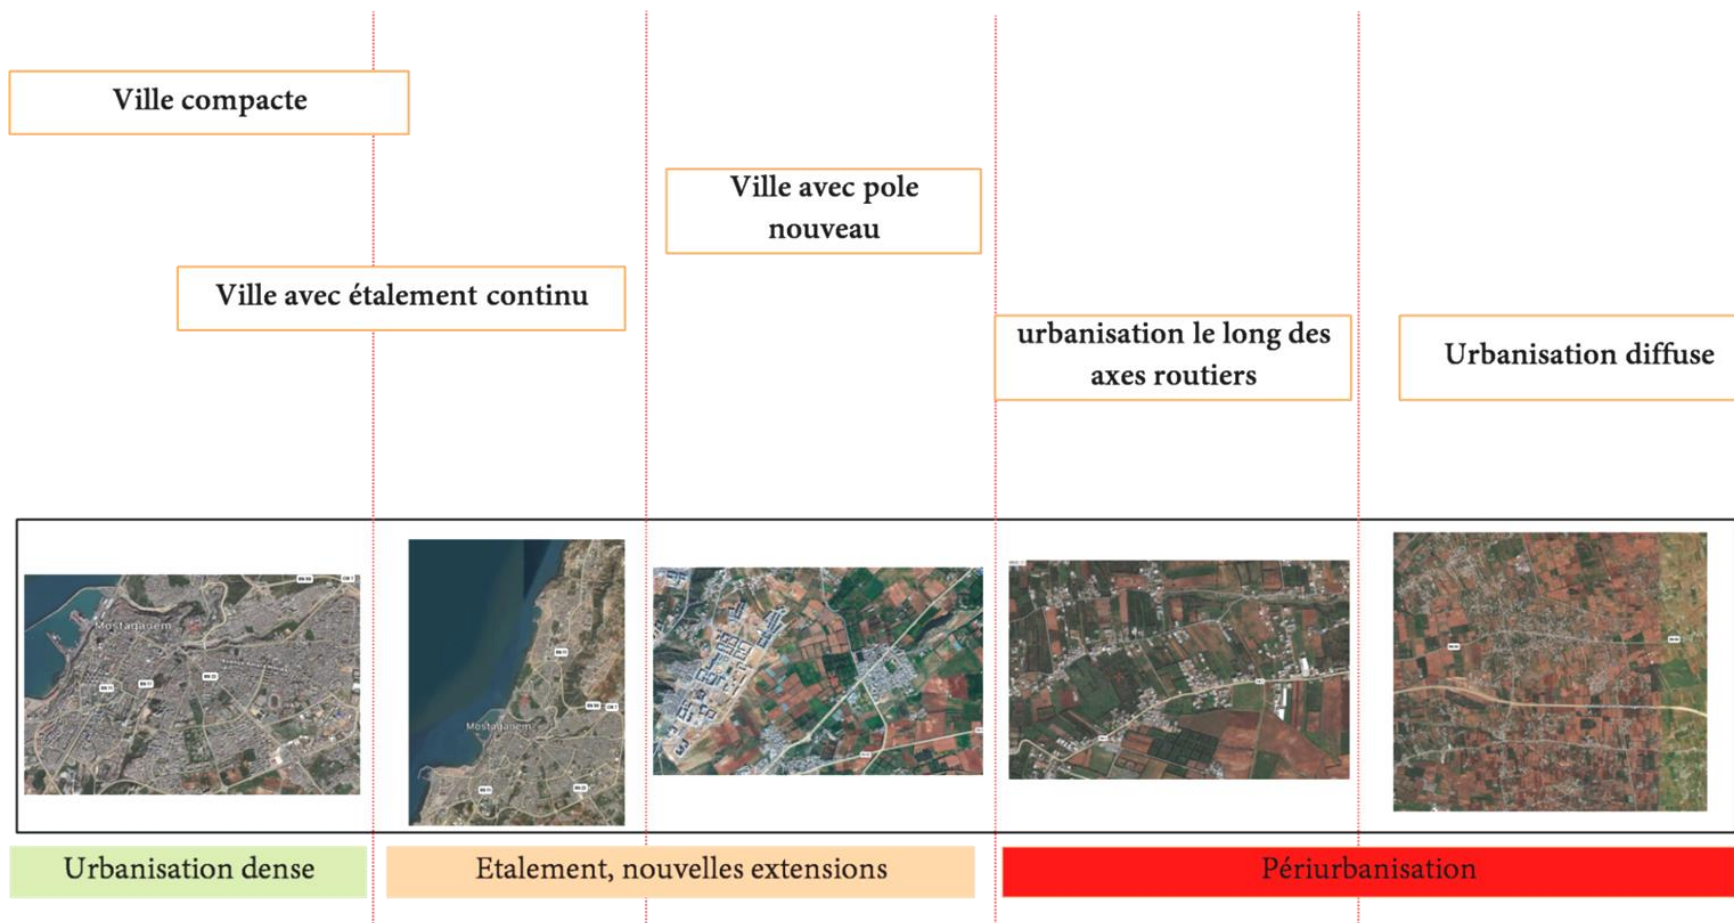 Ville compacte
Ville avec pole
nouveau
Ville avec étalement continu
urbanisation le long des
axes routiers
Urbanisation diffuse
Mostaganem
Mostaganem
Urbanisation dense
Etalement, nouvelles extensions
Périurbanisation